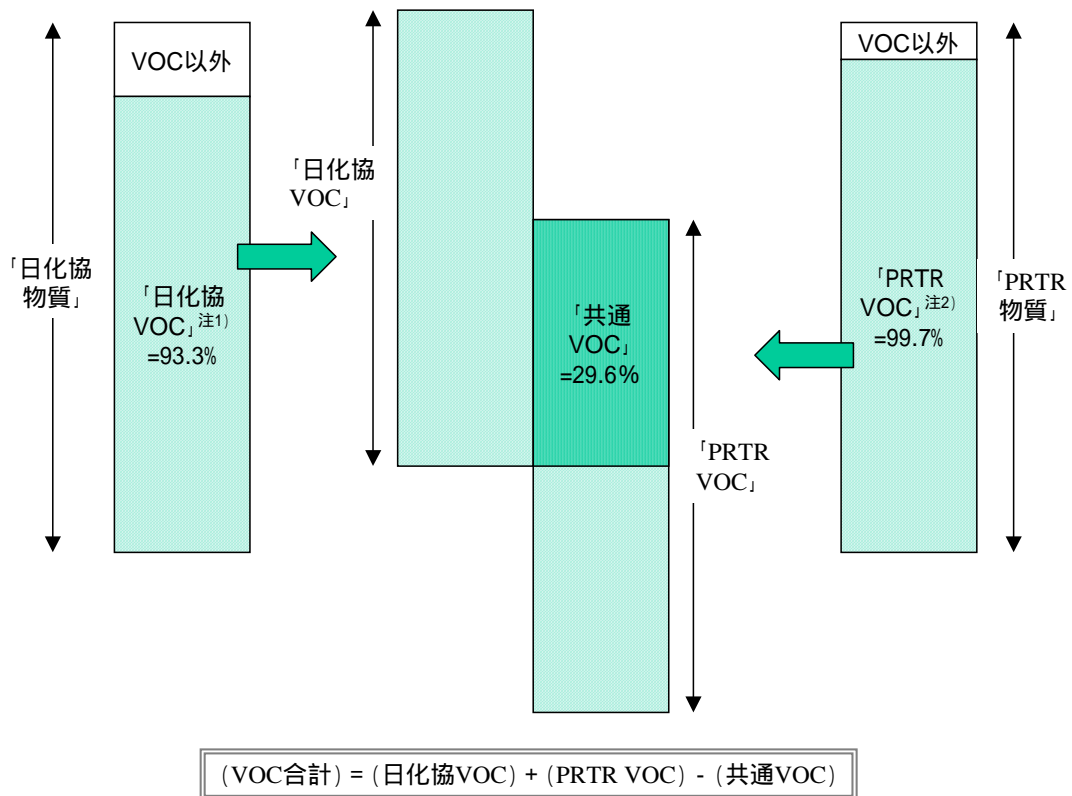 VOC以外
「日化協
物質」
「日化協
VOC」注1)
=93.3%
「日化協
VOC」
「共通
VOC」
=29.6%
「PRTR
VOC」
VOC以外
「PRTR
VOC」注2)
=99.7%
「PRTR
物質」
(VOC合計) = (日化協VOC) + (PRTR VOC) - (共通VOC)